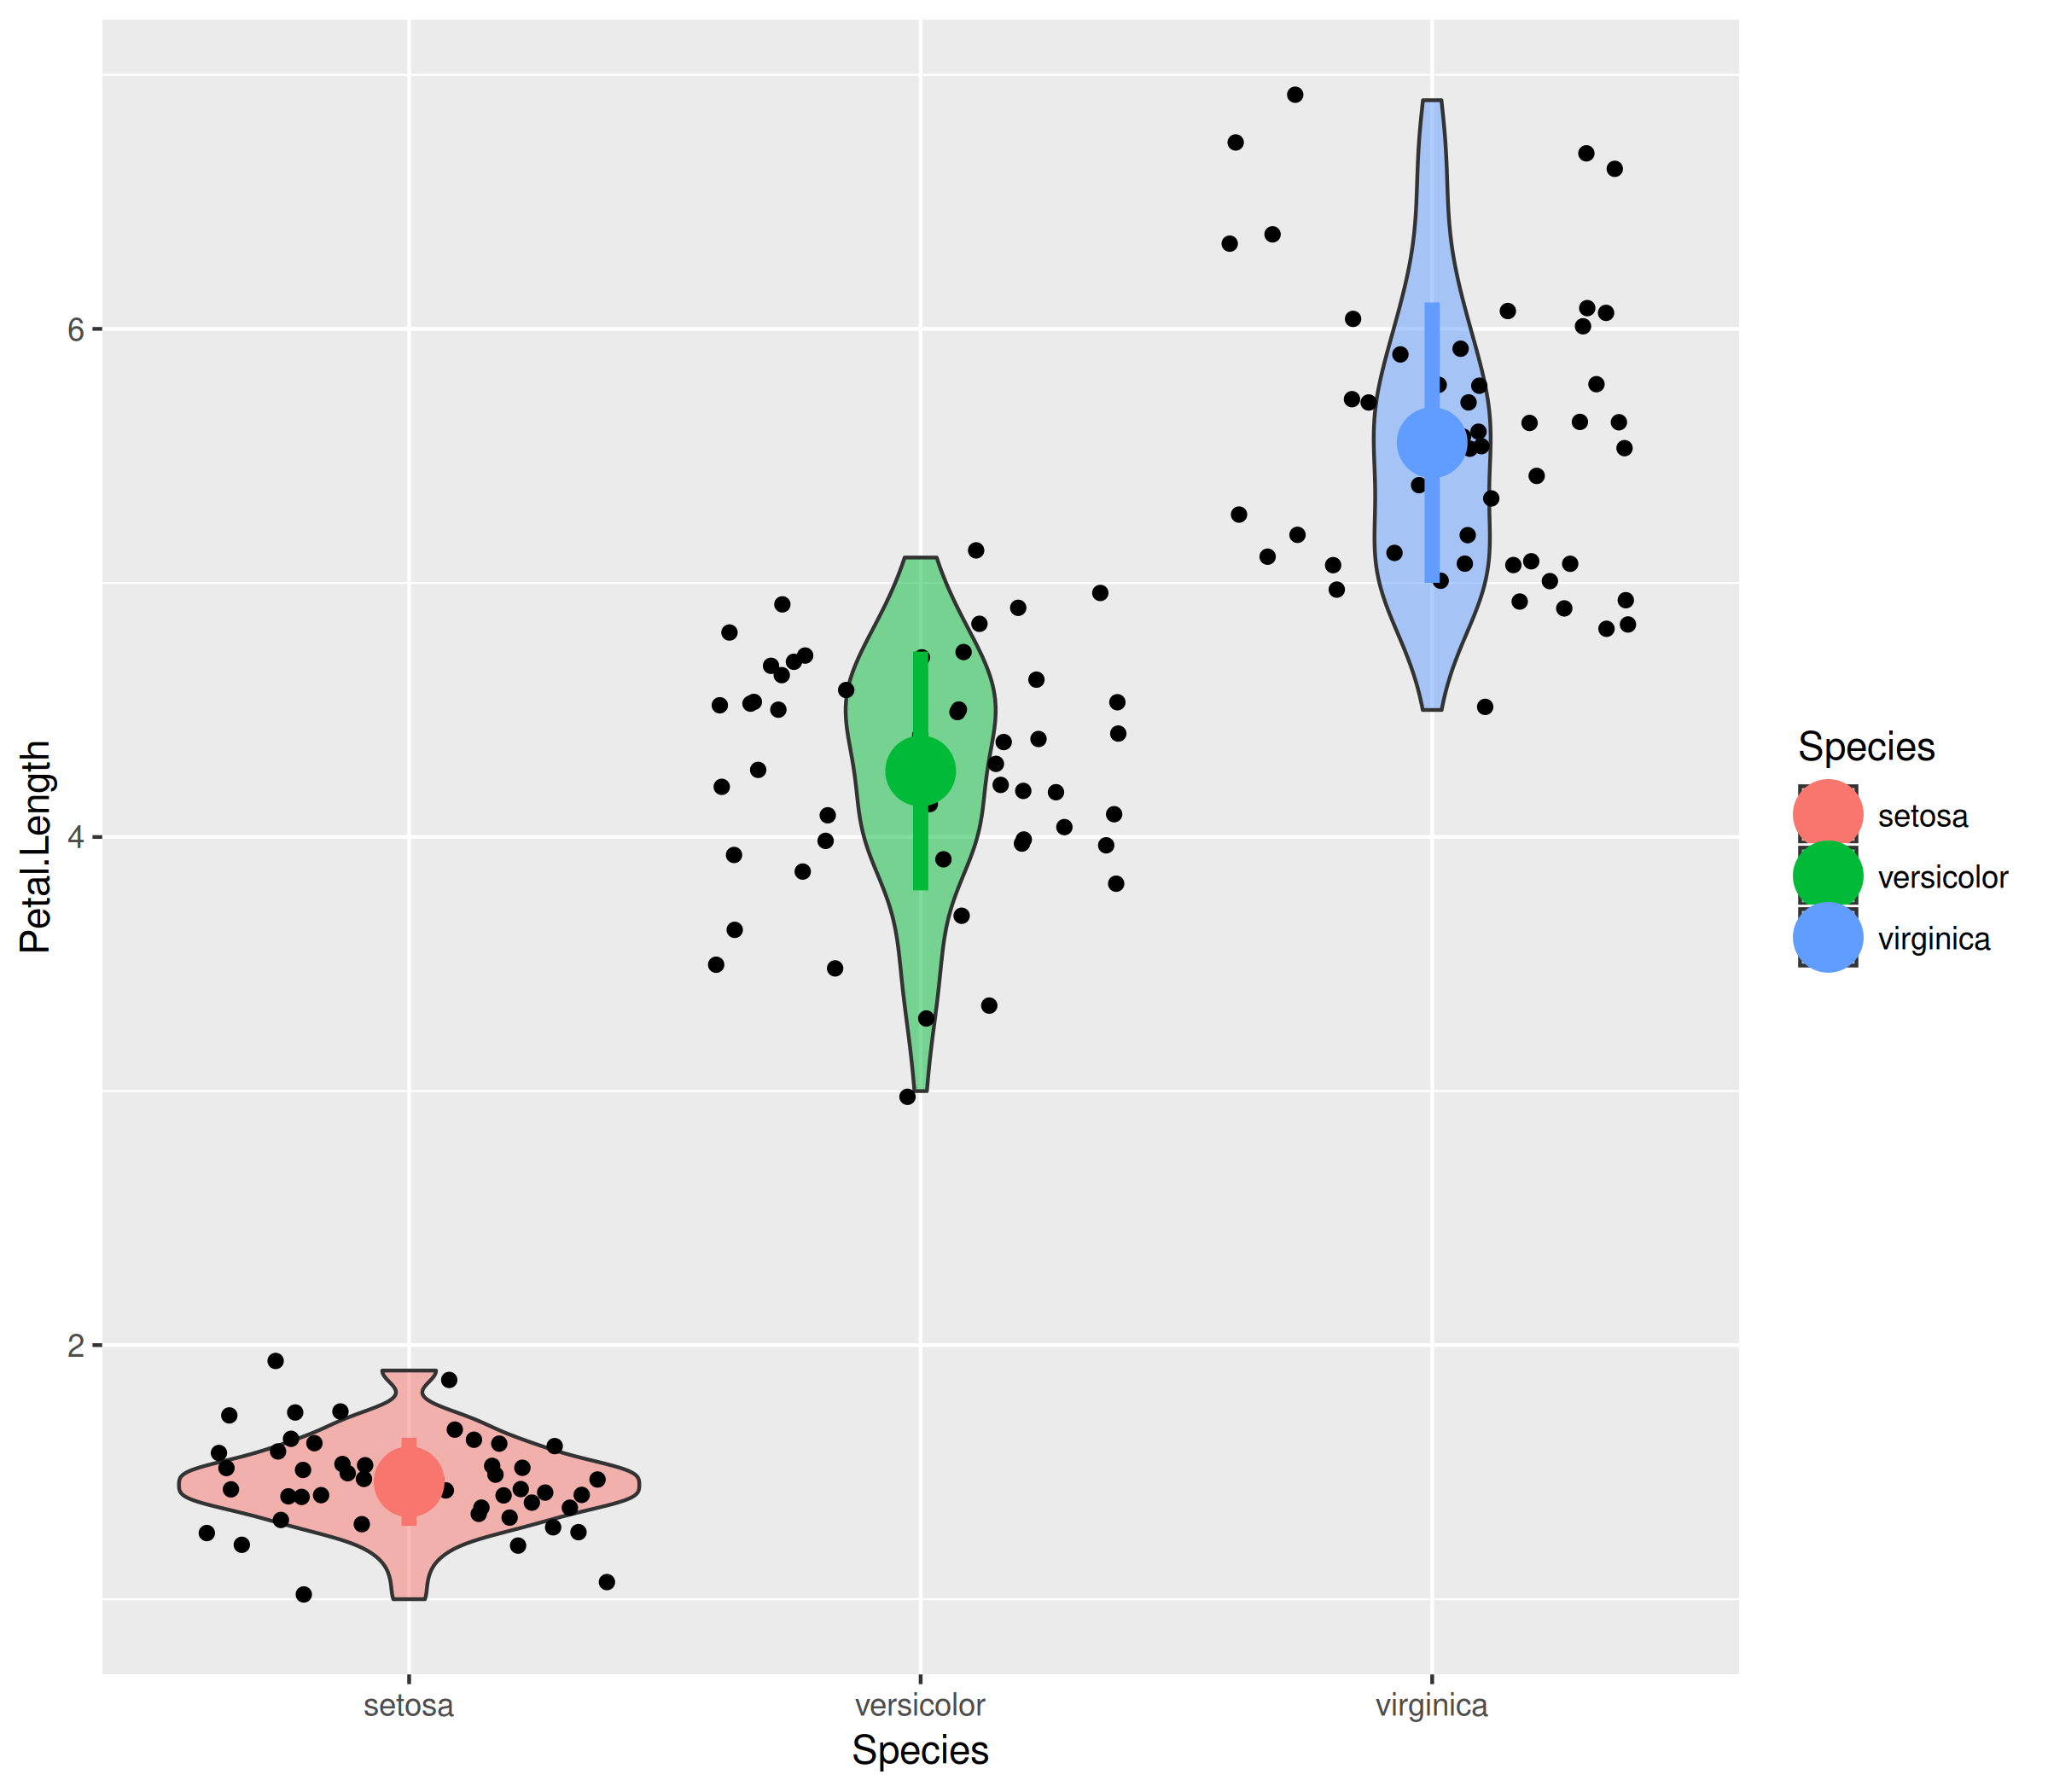 Petal.Length
6
4
2
setosa
versicolor
virginica
Species
Species
setosa
versicolor
virginica